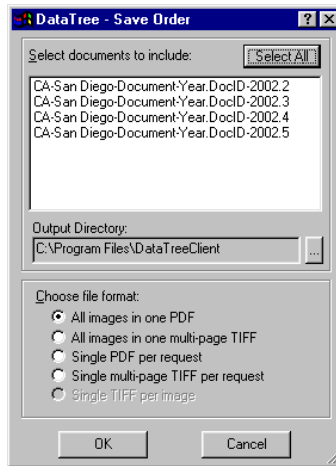 DataTree - Save Order
Select documents to include:
Select All
CA-San Diego-Document-Year.DocID-2002.2
CA-San Diego-Document-Year.DocID-2002.3
CA-San Diego-Document-Year.DocID-2002.4
CA-San Diego-Document-Year.DocID-2002.5
Output Directory:
C:\Program Files\DataTreeClient
...
Choose file format:
All images in one PDF
All images in one multi-page TIFF
Single PDF per request
Single multi-page TIFF per request
Single TIFF per image
OK
Cancel